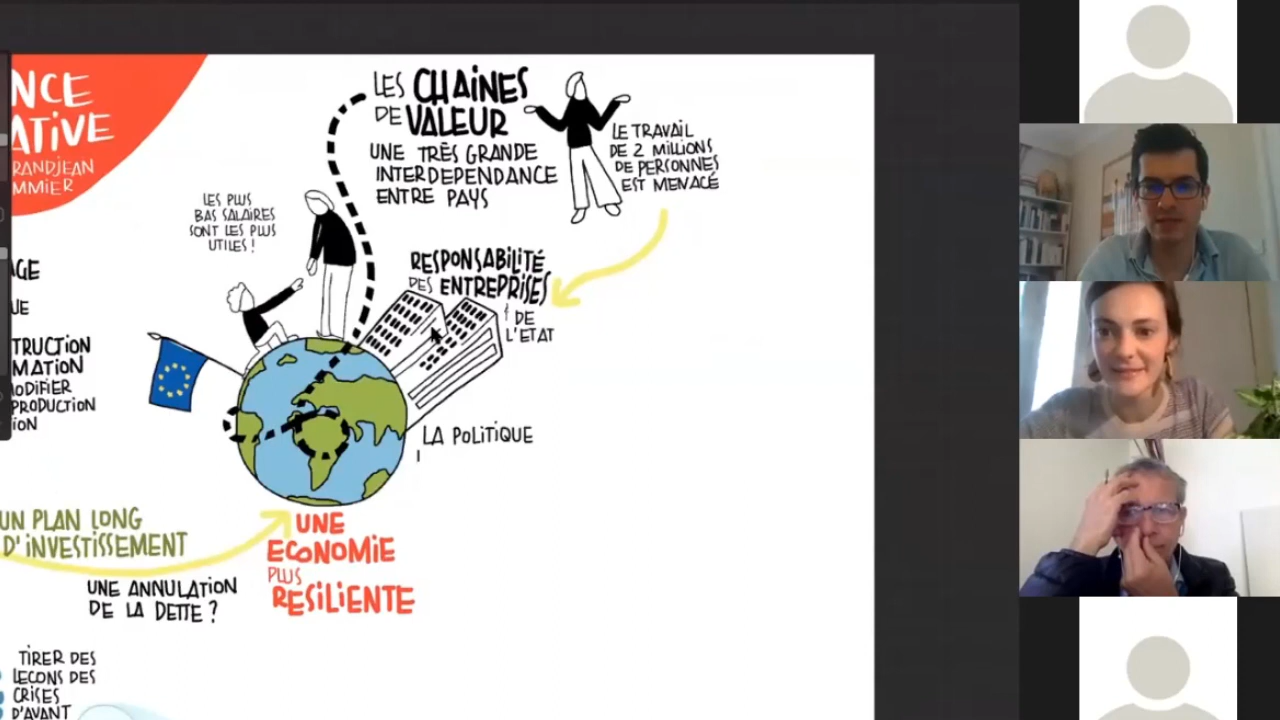 NCE
ATIVE
RANDJEAN
MMIER
LES CHAINES
DE VALEUR
UNE TRÈS GRANDE
INTERDEPENDANCE
ENTRE PAYS
LE TRAVAIL
DE 2 MILLIONS
DE PERSONNES
EST MENACÉ
LES PLUS
BAS SALAIRES
SONT LES PLUS
UTILES !
RESPONSABILITÉ
DES ENTREPRISES
& DE
L'ETAT
AGE
UE
TRUCTION
MATION
ODIFIER
PRODUCTION
ION
LA POLITIQUE
UN PLAN LONG
D'INVESTISSEMENT
UNE ANNULATION
DE LA DETTE ?
UNE
ECONOMIE
PLUS
RESILIENTE
TIRER DES
LECONS DES
CRISES
D'AVANT